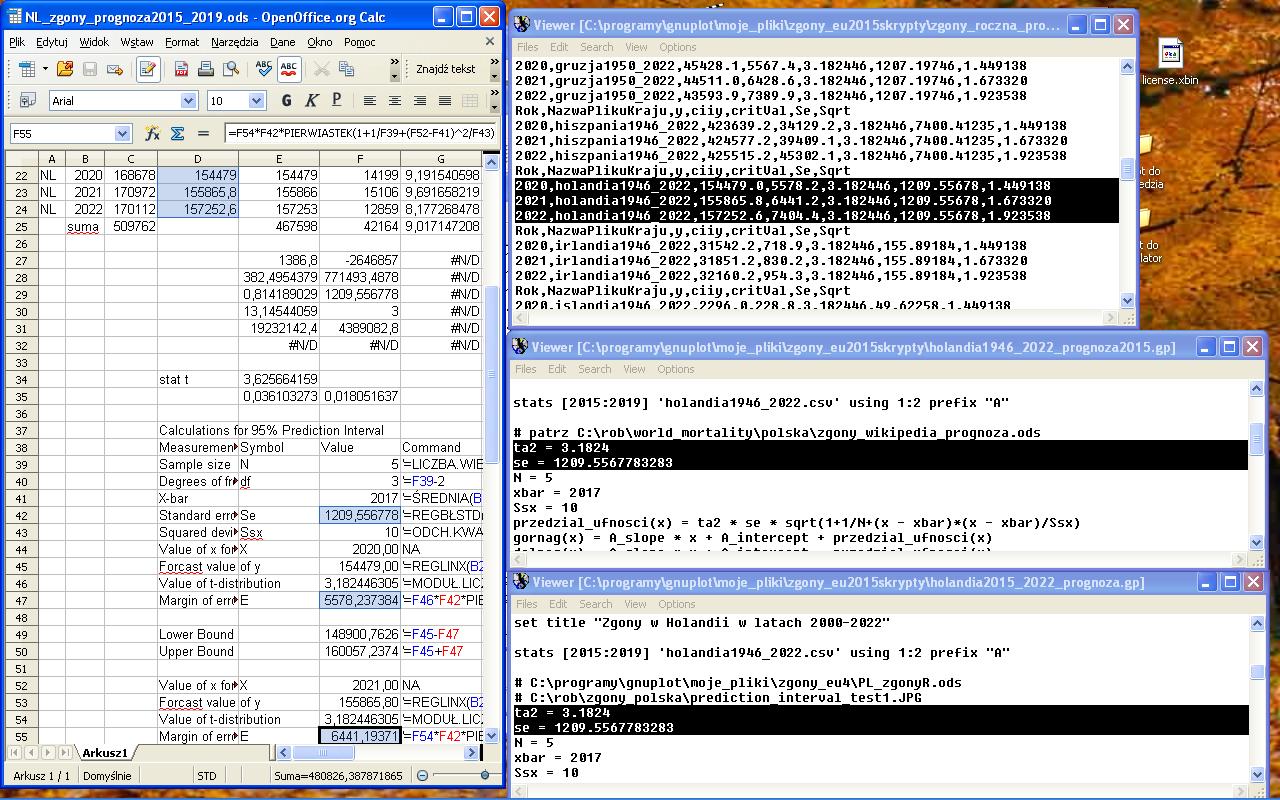 NL_zgony_prognoza2015_2019.ods - OpenOffice.org Calc
Plik Edytuj Widok Wstaw Format Narzędzia Dane Okno Pomoc
Znajdź tekst
Arial 10 G K P
F55 =F54*F42*PIERWIASTEK(1+1/F39+(F52-F41)^2/F43)
A B C D E F G
22 NL 2020 168678 154479 154479 14199 9,191540598
23 NL 2021 170972 155865,8 155866 15106
24 NL 2022 170112 157252,6 157253 12859 8,177268478
25 suma 509762 467598 42164 9,017147208
26
27 1386,8 -2646857 #N/D
28 382,4954379 771493,4878 #N/D
29 0,814189029 1209,556778 #N/D
30 13,14544059 3 #N/D
31 19232142,4 4389082,8 #N/D
32 #N/D #N/D #N/D
33
34 stat t 3,625664159
35 0,036103273 0,018051637
36
37 Calculations for 95% Prediction Interval
38 Measuremen Symbol Value Command
39 Sample size N 5 '=LICZBA.WIE
40 Degrees of fr df 3 '=F39-2
41 X-bar 2017 '=ŚREDNIA(B
42 Standard erro Se 1209,556778 '=REGBŁSTD
43 Squared devi Ssx 10 '=ODCH.KWA
44 Value of x fo X 2020,00 NA
45 Forcast value of y 154479,00 '=REGLINX(B2
46 Value of t-distribution 3,182446305 '=MODUŁ.LIC
47 Margin of err E 5578,237384 '=F46*F42*PIE
48
49 Lower Bound 148900,7626 '=F45-F47
50 Upper Bound 160057,2374 '=F45+F47
51
52 Value of x fo X 2021,00 NA
53 Forcast value of y 155865,80 '=REGLINX(B2
54 Value of t-distribution 3,182446305 '=MODUŁ.LIC
55 Margin of err E 6441,19371 '=F54*F42*PIE
Arkusz1
Arkusz 1 / 1 Domyślnie STD Suma=480826,387871865
Viewer [C:\programy\gnuplot\moje_pliki\zgony_eu2015skrypty\zgony_roczna_pro...
Files Edit Search View Options
2020,gruzja1950_2022,45428.1,5567.4,3.182446,1207.19746,1.449138
2021,gruzja1950_2022,44511.0,6428.6,3.182446,1207.19746,1.673320
2022,gruzja1950_2022,43593.9,7389.9,3.182446,1207.19746,1.923538
Rok,NazwaPlikuKraju,y,ciiy,critVal,Se,Sqrt
2020,hiszpania1946_2022,423639.2,34129.2,3.182446,7400.41235,1.449138
2021,hiszpania1946_2022,424577.2,39409.1,3.182446,7400.41235,1.673320
2022,hiszpania1946_2022,425515.2,45302.1,3.182446,7400.41235,1.923538
Rok,NazwaPlikuKraju,y,ciiy,critVal,Se,Sqrt
2020,holandia1946_2022,154479.0,5578.2,3.182446,1209.55678,1.449138
2021,holandia1946_2022,155865.8,6441.2,3.182446,1209.55678,1.673320
2022,holandia1946_2022,157252.6,7404.4,3.182446,1209.55678,1.923538
Rok,NazwaPlikuKraju,y,ciiy,critVal,Se,Sqrt
2020,irlandia1946_2022,31542.2,718.9,3.182446,155.89184,1.449138
2021,irlandia1946_2022,31851.2,830.2,3.182446,155.89184,1.673320
2022,irlandia1946_2022,32160.2,954.3,3.182446,155.89184,1.923538
Rok,NazwaPlikuKraju,y,ciiy,critVal,Se,Sqrt
2020,islandia1946_2022,2296.0,228.8,3.182446,49.62258,1.449138
license.xbin
Viewer [C:\programy\gnuplot\moje_pliki\zgony_eu2015skrypty\holandia1946_2022_prognoza2015.gp]
Files Edit Search View Options
stats [2015:2019] 'holandia1946_2022.csv' using 1:2 prefix "A"
# patrz C:\rob\world_mortality\polska\zgony_wikipedia_prognoza.ods
ta2 = 3.1824
se = 1209.5567783283
N = 5
xbar = 2017
Ssx = 10
przedzial_ufnosci(x) = ta2 * se * sqrt(1+1/N+(x - xbar)*(x - xbar)/Ssx)
gornag(x) = A_slope * x + A_intercept + przedzial_ufnosci(x)
Viewer [C:\programy\gnuplot\moje_pliki\zgony_eu2015skrypty\holandia2015_2022_prognoza.gp]
Files Edit Search View Options
set title "Zgony w Holandii w latach 2000-2022"
stats [2015:2019] 'holandia1946_2022.csv' using 1:2 prefix "A"
# C:\programy\gnuplot\moje_pliki\zgony_eu4\PL_zgonyR.ods
# C:\rob\zgony_polska\prediction_interval_test1.JPG
ta2 = 3.1824
se = 1209.5567783283
N = 5
xbar = 2017
Ssx = 10